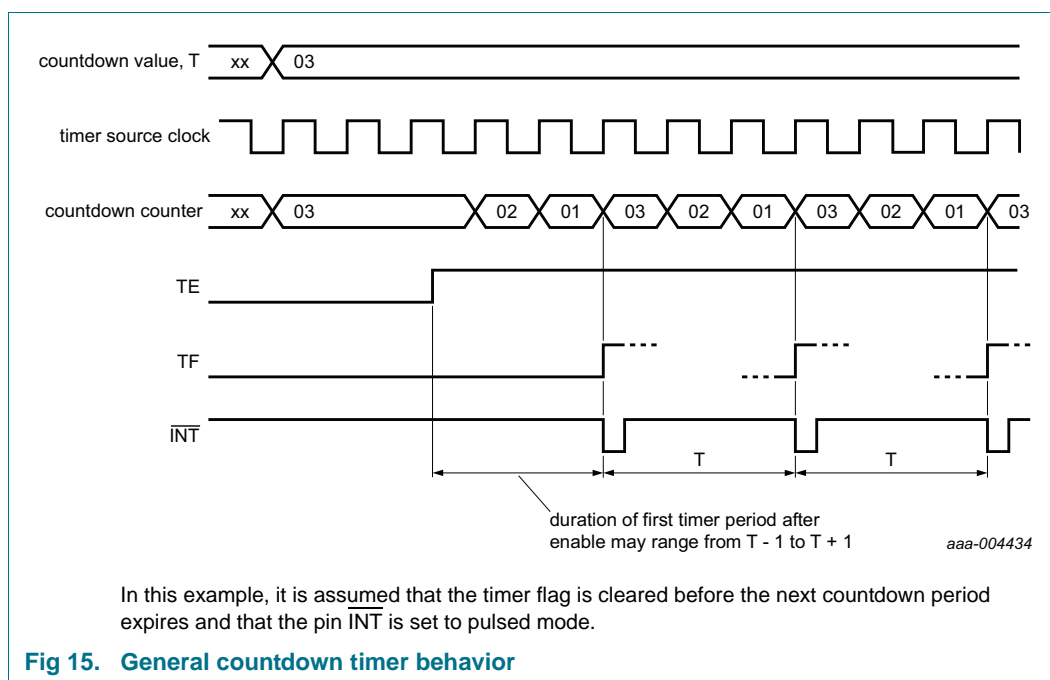 countdown value, T xx 03
timer source clock
countdown counter xx 03 02 01 03 02 01 03 02 01 03
TE
TF
INT
T T
duration of first timer period after
enable may range from T - 1 to T + 1
aaa-004434
In this example, it is assumed that the timer flag is cleared before the next countdown period
expires and that the pin INT is set to pulsed mode.
Fig 15. General countdown timer behavior